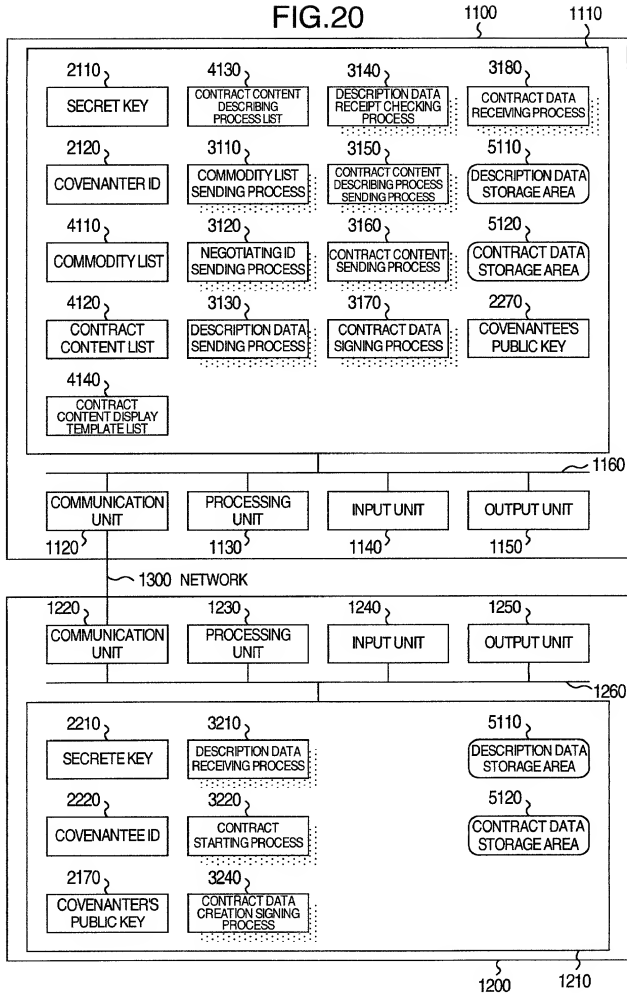 FIG.20
1100
1110
2110
SECRET KEY
4130
CONTRACT CONTENT
DESCRIBING
PROCESS LIST
3140
DESCRIPTION DATA
RECEIPT CHECKING
PROCESS
3180
CONTRACT DATA
RECEIVING PROCESS
2120
COVENANTER ID
3110
COMMODITY LIST
SENDING PROCESS
3150
CONTRACT CONTENT
DESCRIBING PROCESS
SENDING PROCESS
5110
DESCRIPTION DATA
STORAGE AREA
4110
COMMODITY LIST
3120
NEGOTIATING ID
SENDING PROCESS
3160
CONTRACT CONTENT
SENDING PROCESS
5120
CONTRACT DATA
STORAGE AREA
4120
CONTRACT
CONTENT LIST
3130
DESCRIPTION DATA
SENDING PROCESS
3170
CONTRACT DATA
SIGNING PROCESS
2270
COVENANTEE'S
PUBLIC KEY
4140
CONTRACT
CONTENT DISPLAY
TEMPLATE LIST
1160
COMMUNICATION
UNIT
1120
PROCESSING
UNIT
1130
INPUT UNIT
1140
OUTPUT UNIT
1150
1300 NETWORK
1220
COMMUNICATION
UNIT
1230
PROCESSING
UNIT
1240
INPUT UNIT
1250
OUTPUT UNIT
1260
2210
SECRETE KEY
3210
DESCRIPTION DATA
RECEIVING PROCESS
5110
DESCRIPTION DATA
STORAGE AREA
2220
COVENANTEE ID
3220
CONTRACT
STARTING PROCESS
5120
CONTRACT DATA
STORAGE AREA
2170
COVENANTER'S
PUBLIC KEY
3240
CONTRACT DATA
CREATION SIGNING
PROCESS
1200
1210